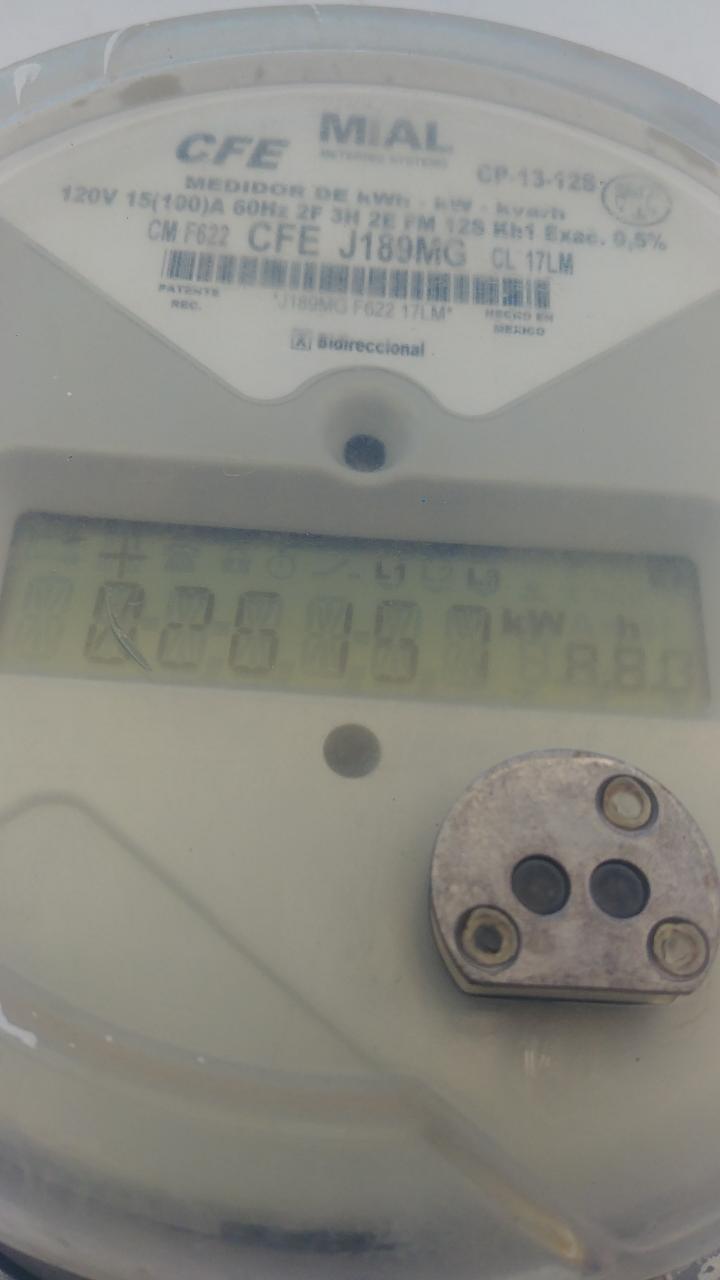 CFE MIAL
METERING SYSTEMS
CP-13-12S-
MEDIDOR DE kWh - kW - kvarh
120V 15(100)A 60Hz 2F 3H 2E FM 12S Kh1 Exac. 0,5%
CM F622 CFE J189MG CL 17LM
PATENTE
REC.
*J189MG F622 17LM*
HECHO EN
MEXICO
X Bidireccional
L1 L2 L3
kW h